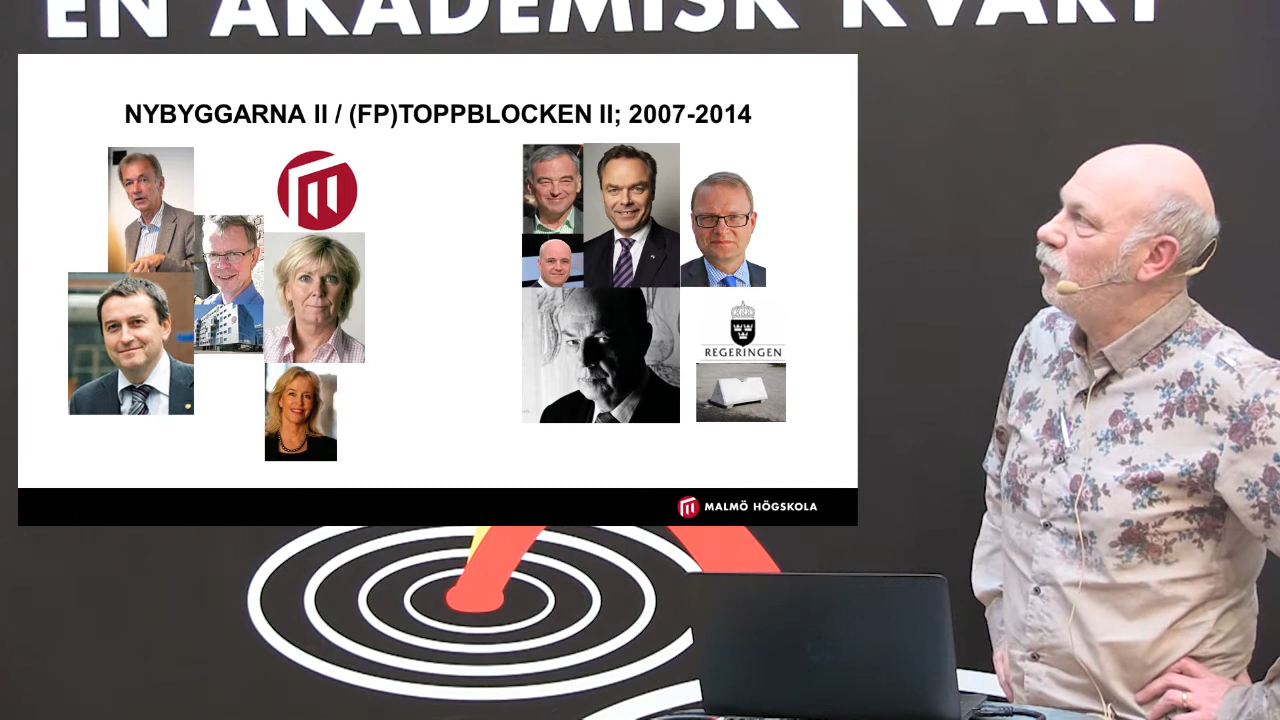 EN AKADEMISK KVART
NYBYGGARNA II / (FP)TOPPBLOCKEN II; 2007-2014
REGERINGEN
MALMÖ HÖGSKOLA